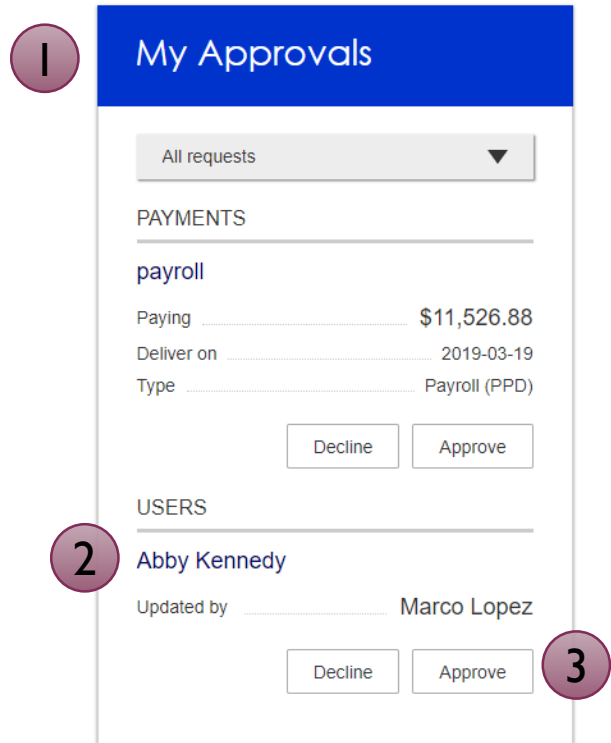 1 My Approvals
All requests
PAYMENTS
payroll
Paying $11,526.88
Deliver on 2019-03-19
Type Payroll (PPD)
Decline Approve
USERS
2 Abby Kennedy
Updated by Marco Lopez
Decline Approve 3